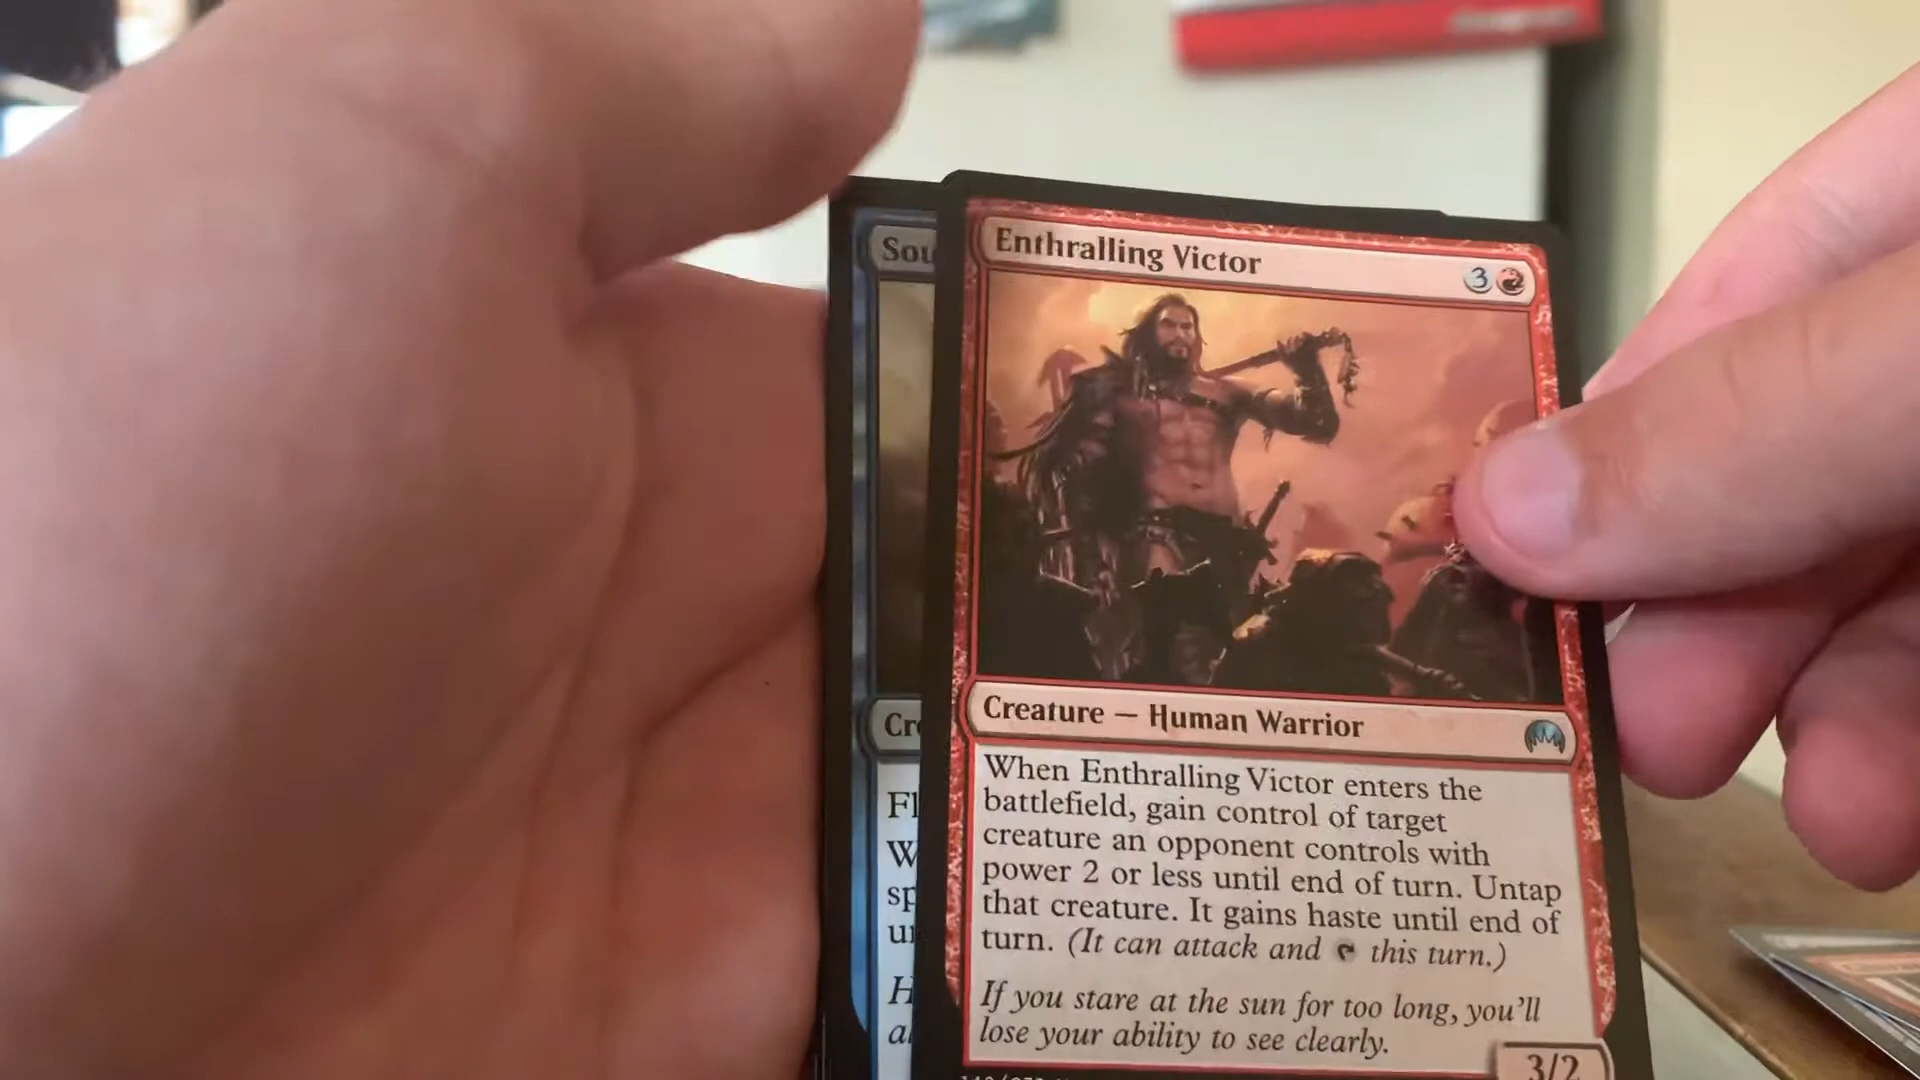 Enthralling Victor
3
Creature — Human Warrior
When Enthralling Victor enters the
battlefield, gain control of target
creature an opponent controls with
power 2 or less until end of turn. Untap
that creature. It gains haste until end of
turn. (It can attack and this turn.)
If you stare at the sun for too long, you'll
lose your ability to see clearly.
3/2
Sou
Cr
Fl
W
sp
H